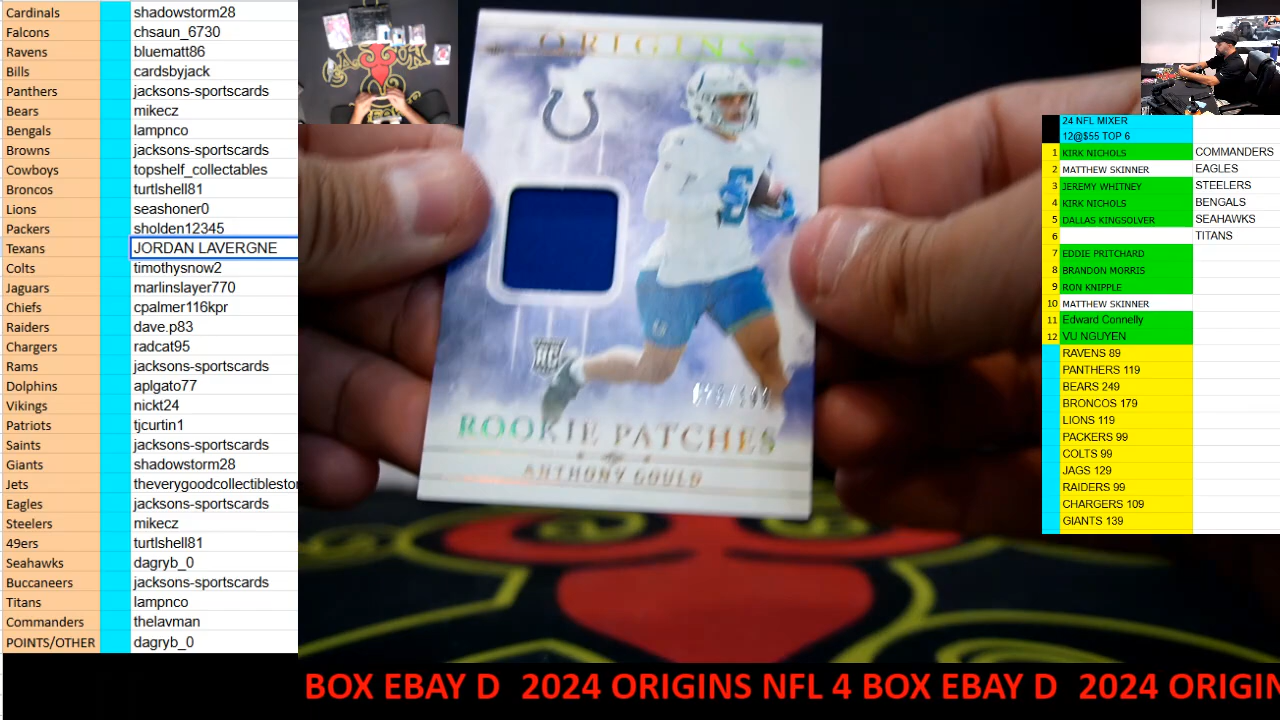 Cardinals shadowstorm28
Falcons chsaun_6730
Ravens bluematt86
Bills cardsbyjack
Panthers jacksons-sportscards
Bears mikecz
Bengals lampnco
Browns jacksons-sportscards
Cowboys topshelf_collectables
Broncos turtlshell81
Lions seashoner0
Packers sholden12345
Texans JORDAN LAVERGNE
Colts timothysnow2
Jaguars marlinslayer770
Chiefs cpalmer116kpr
Raiders dave.p83
Chargers radcat95
Rams jacksons-sportscards
Dolphins aplgato77
Vikings nickt24
Patriots tjcurtin1
Saints jacksons-sportscards
Giants shadowstorm28
Jets theverygoodcollectiblesto
Eagles jacksons-sportscards
Steelers mikecz
49ers turtlshell81
Seahawks dagryb_0
Buccaneers jacksons-sportscards
Titans lampnco
Commanders thelavman
POINTS/OTHER dagryb_0
ORIGINS
RC
ROOKIE PATCHES
ANTHONY GOULD
24 NFL MIXER
12@$55 TOP 6
1 KIRK NICHOLS COMMANDERS
2 MATTHEW SKINNER EAGLES
3 JEREMY WHITNEY STEELERS
4 KIRK NICHOLS BENGALS
5 DALLAS KINGSOLVER SEAHAWKS
6 TITANS
7 EDDIE PRITCHARD
8 BRANDON MORRIS
9 RON KNIPPLE
10 MATTHEW SKINNER
11 Edward Connelly
12 VU NGUYEN
RAVENS 89
PANTHERS 119
BEARS 249
BRONCOS 179
LIONS 119
PACKERS 99
COLTS 99
JAGS 129
RAIDERS 99
CHARGERS 109
GIANTS 139
BOX EBAY D 2024 ORIGINS NFL 4 BOX EBAY D 2024 ORIGIN